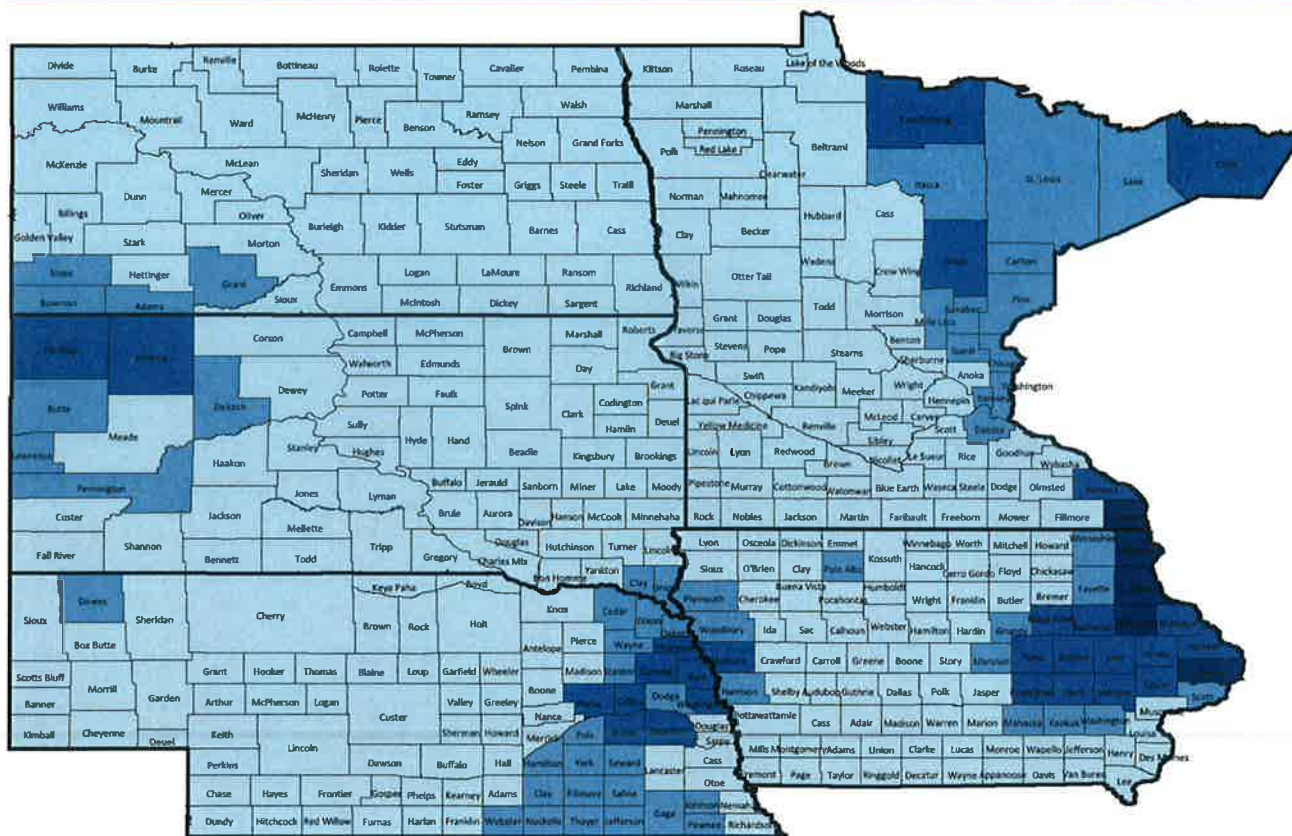 Divide
Burke
Renville
Bottineau
Rolette
Towner
Cavalier
Pembina
Kittson
Roseau
Lake of the Woods
Williams
Mountrail
Ward
McHenry
Pierce
Benson
Ramsey
Walsh
Marshall
Pennington
Red Lake
Polk
Beltrami
Clearwater
McKenzie
McLean
Sheridan
Wells
Eddy
Foster
Nelson
Grand Forks
Griggs
Steele
Traill
Norman
Mahnomen
Hubbard
Cass
Itasca
St. Louis
Lake
Cook
Dunn
Mercer
Oliver
Billings
Golden Valley
Stark
Morton
Burleigh
Kidder
Stutsman
Barnes
Cass
Clay
Becker
Wadena
Crow Wing
Aitkin
Carlton
Pine
Slope
Hettinger
Grant
Bowman
Adams
Sioux
Emmons
Logan
LaMoure
Ransom
McIntosh
Dickey
Sargent
Richland
Otter Tail
Todd
Morrison
Mille Lacs
Kanabec
Grant
Douglas
Stevens
Pope
Stearns
Benton
Sherburne
Anoka
Washington
Traverse
Big Stone
Corson
Campbell
McPherson
Brown
Marshall
Roberts
Walworth
Edmunds
Day
Grant
Butte
Meade
Dewey
Potter
Faulk
Spink
Clark
Codington
Hamlin
Deuel
Swift
Kandiyohi
Meeker
Wright
Hennepin
Ramsey
Lac qui Parle
Chippewa
McLeod
Carver
Scott
Dakota
Yellow Medicine
Renville
Sibley
Sully
Hughes
Hyde
Hand
Beadle
Kingsbury
Brookings
Haakon
Stanley
Lincoln
Lyon
Redwood
Brown
Nicollet
Le Sueur
Rice
Goodhue
Wabasha
Pennington
Custer
Fall River
Shannon
Jackson
Jones
Lyman
Mellette
Bennett
Todd
Tripp
Gregory
Buffalo
Jerauld
Sanborn
Miner
Lake
Moody
Brule
Aurora
Davison
Hanson
McCook
Minnehaha
Douglas
Hutchinson
Turner
Lincoln
Charles Mix
Bon Homme
Yankton
Clay
Pipestone
Murray
Cottonwood
Watonwan
Blue Earth
Waseca
Steele
Dodge
Olmsted
Rock
Nobles
Jackson
Martin
Faribault
Freeborn
Mower
Fillmore
Lyon
Osceola
Dickinson
Emmet
Kossuth
Winnebago
Worth
Mitchell
Howard
Winneshiek
Sioux
O'Brien
Clay
Palo Alto
Hancock
Cerro Gordo
Floyd
Chickasaw
Fayette
Plymouth
Cherokee
Buena Vista
Pocahontas
Humboldt
Wright
Franklin
Butler
Bremer
Woodbury
Ida
Sac
Calhoun
Webster
Hamilton
Hardin
Grundy
Crawford
Carroll
Greene
Boone
Story
Marshall
Tama
Benton
Linn
Harrison
Shelby
Audubon
Guthrie
Dallas
Polk
Jasper
Scott
Pottawattamie
Cass
Adair
Madison
Warren
Marion
Mahaska
Keokuk
Washington
Louisa
Mills
Montgomery
Adams
Union
Clarke
Lucas
Monroe
Wapello
Jefferson
Henry
Des Moines
Fremont
Page
Taylor
Ringgold
Decatur
Wayne
Appanoose
Davis
Van Buren
Lee
Sioux
Dawes
Sheridan
Cherry
Keya Paha
Boyd
Box Butte
Brown
Rock
Holt
Knox
Cedar
Antelope
Pierce
Wayne
Scotts Bluff
Morrill
Garden
Grant
Hooker
Thomas
Blaine
Loup
Garfield
Wheeler
Madison
Stanton
Banner
Arthur
McPherson
Logan
Custer
Valley
Greeley
Boone
Nance
Dodge
Kimball
Cheyenne
Deuel
Keith
Lincoln
Sherman
Howard
Merrick
Polk
Douglas
Sarpy
Perkins
Dawson
Buffalo
Hall
Hamilton
York
Seward
Lancaster
Cass
Otoe
Chase
Hayes
Frontier
Gosper
Phelps
Kearney
Adams
Clay
Fillmore
Saline
Gage
Johnson
Nemaha
Dundy
Hitchcock
Red Willow
Furnas
Harlan
Franklin
Webster
Nuckolls
Thayer
Jefferson
Pawnee
Richardson